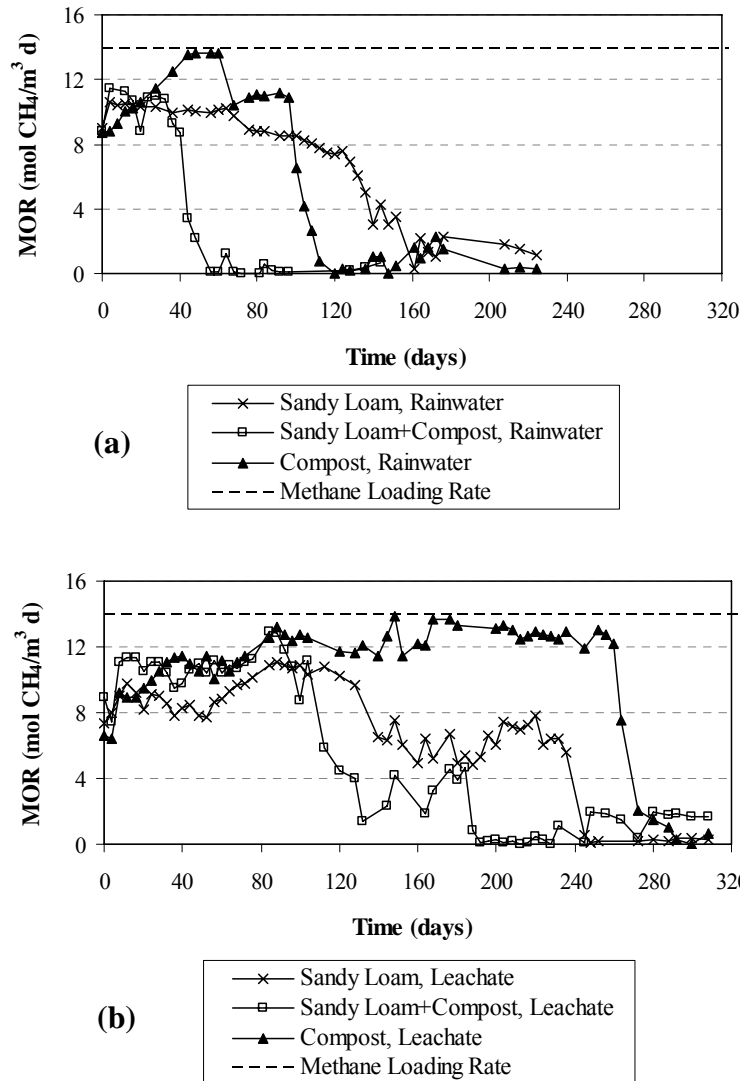 16
12
8
4
0
MOR (mol CH4/m3 d)
0 40 80 120 160 200 240 280 320
Time (days)
Sandy Loam, Rainwater
Sandy Loam+Compost, Rainwater
Compost, Rainwater
Methane Loading Rate
(a)
16
12
8
4
0
MOR (mol CH4/m3 d)
0 40 80 120 160 200 240 280 320
Time (days)
Sandy Loam, Leachate
Sandy Loam+Compost, Leachate
Compost, Leachate
Methane Loading Rate
(b)